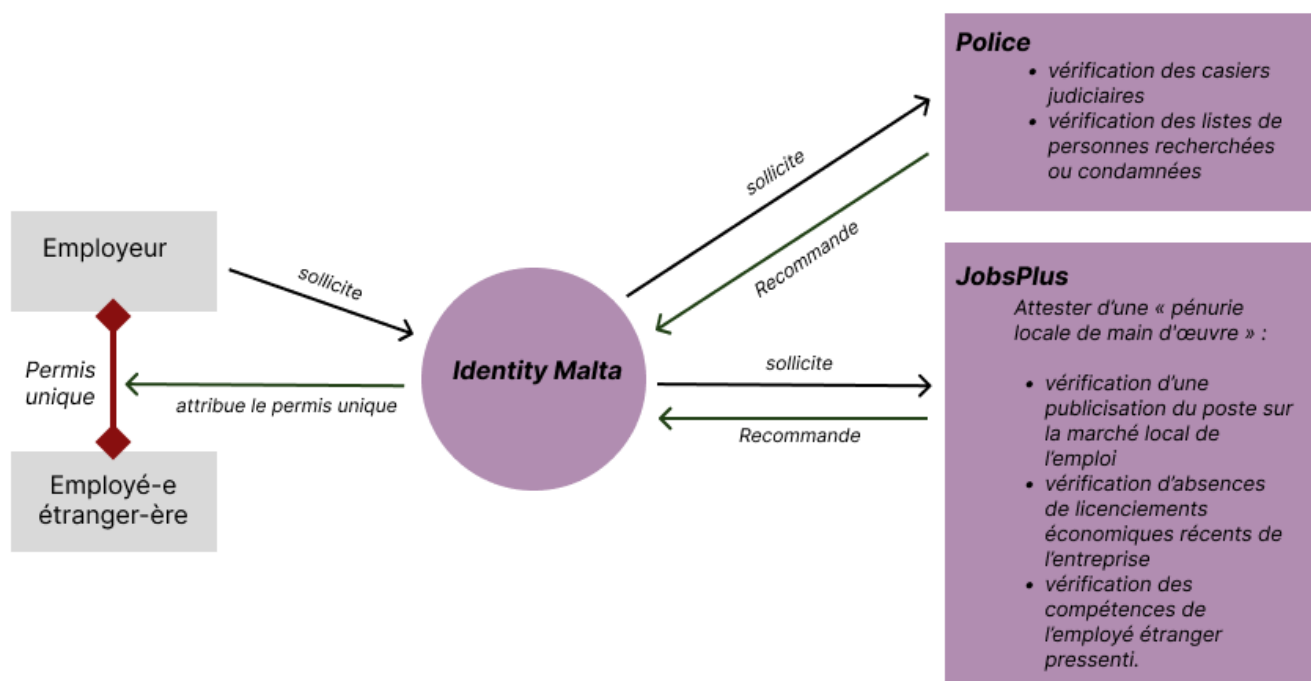 Police
• vérification des casiers
judiciaires
• vérification des listes de
personnes recherchées
ou condamnées
sollicite
Recommande
Employeur
sollicite
Permis
unique
attribue le permis unique
Employé-e
étranger-ère
Identity Malta
sollicite
Recommande
JobsPlus
Attester d'une « pénurie
locale de main d'œuvre » :
• vérification d'une
publicisation du poste sur
la marché local de
l'emploi
• vérification d'absences
de licenciements
économiques récents de
l'entreprise
• vérification des
compétences de
l'employé étranger
pressenti.